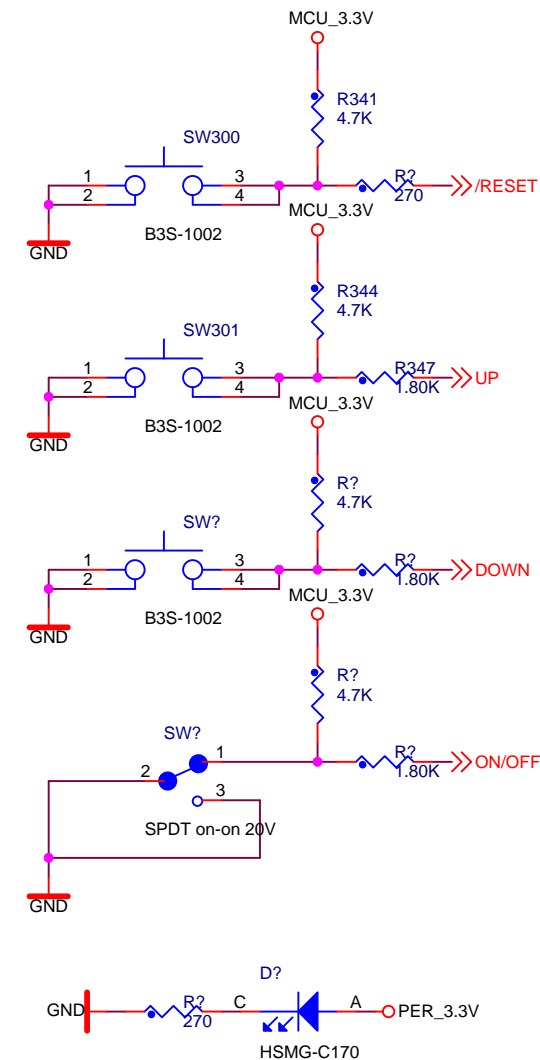 MCU_3.3V
R341
4.7K
SW300
1
3
2
4
R?
270
/RESET
B3S-1002
GND
MCU_3.3V
R344
4.7K
SW301
1
3
2
4
R347
1.80K
UP
B3S-1002
GND
MCU_3.3V
R?
4.7K
SW?
1
3
2
4
R?
1.80K
DOWN
B3S-1002
GND
MCU_3.3V
R?
4.7K
SW?
1
2
3
R?
1.80K
ON/OFF
SPDT on-on 20V
GND
D?
GND
R?
270
C
A
PER_3.3V
HSMG-C170